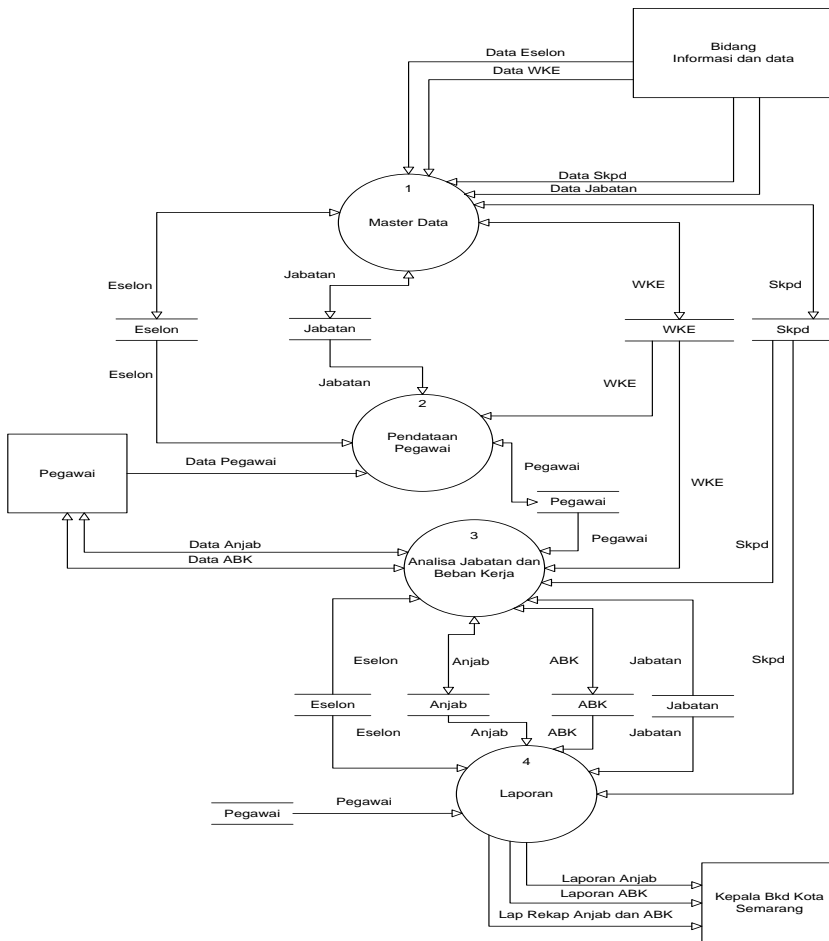 Bidang
Informasi dan data
Data Eselon
Data WKE
Data Skpd
Data Jabatan
1
Master Data
Eselon
Jabatan
WKE
Skpd
Eselon
Jabatan
WKE
Skpd
Eselon
Jabatan
WKE
2
Pendataan
Pegawai
Pegawai
Data Pegawai
Pegawai
Pegawai
WKE
Pegawai
Skpd
3
Analisa Jabatan dan
Beban Kerja
Data Anjab
Data ABK
Eselon
Anjab
ABK
Jabatan
Skpd
Eselon
Anjab
ABK
Jabatan
Eselon
Anjab
ABK
Jabatan
4
Laporan
Pegawai
Pegawai
Laporan Anjab
Laporan ABK
Lap Rekap Anjab dan ABK
Kepala Bkd Kota
Semarang